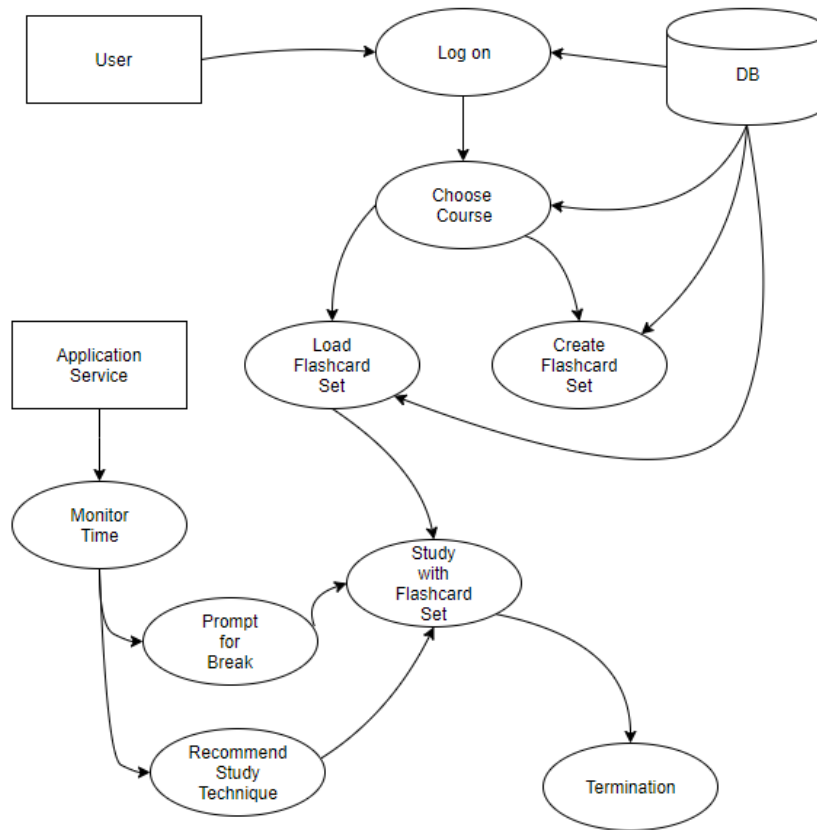 User
Log on
DB
Choose
Course
Load
Flashcard
Set
Create
Flashcard
Set
Application
Service
Monitor
Time
Study
with
Flashcard
Set
Prompt
for
Break
Recommend
Study
Technique
Termination